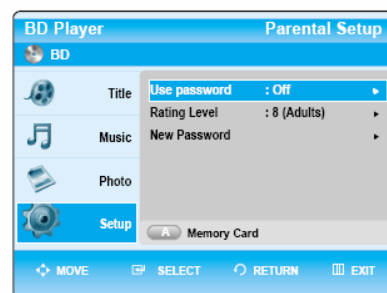 BD Player Parental Setup
BD
Title
Music
Photo
Setup
Use password : Off
Rating Level : 8 (Adults)
New Password
A Memory Card
MOVE SELECT RETURN EXIT